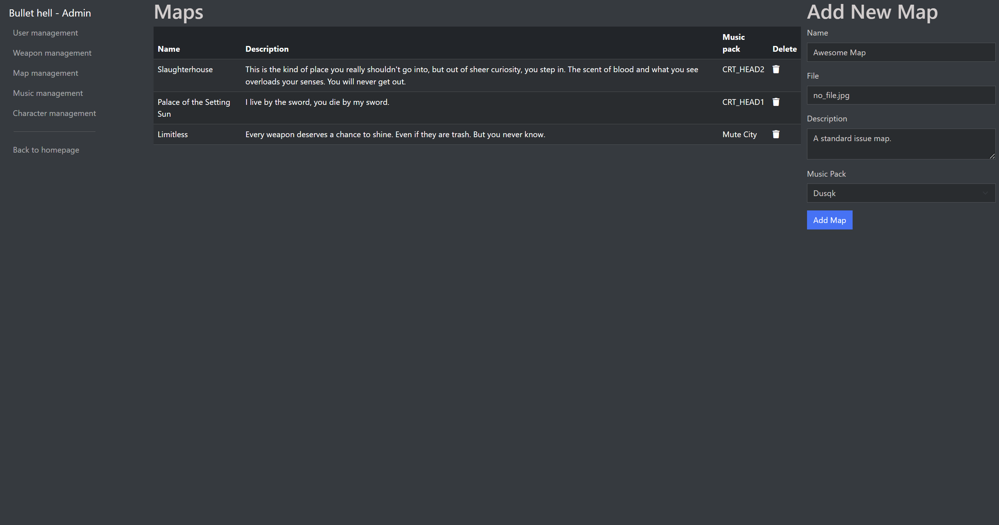 Bullet hell - Admin
User management
Weapon management
Map management
Music management
Character management
Back to homepage
Maps
Name Description Music pack Delete
Slaughterhouse This is the kind of place you really shouldn't go into, but out of sheer curiosity, you step in. The scent of blood and what you see CRT_HEAD2
overloads your senses. You will never get out.
Palace of the Setting I live by the sword, you die by my sword. CRT_HEAD1
Sun
Limitless Every weapon deserves a chance to shine. Even if they are trash. But you never know. Mute City
Add New Map
Name
Awesome Map
File
no_file.jpg
Description
A standard issue map.
Music Pack
Dusqk
Add Map